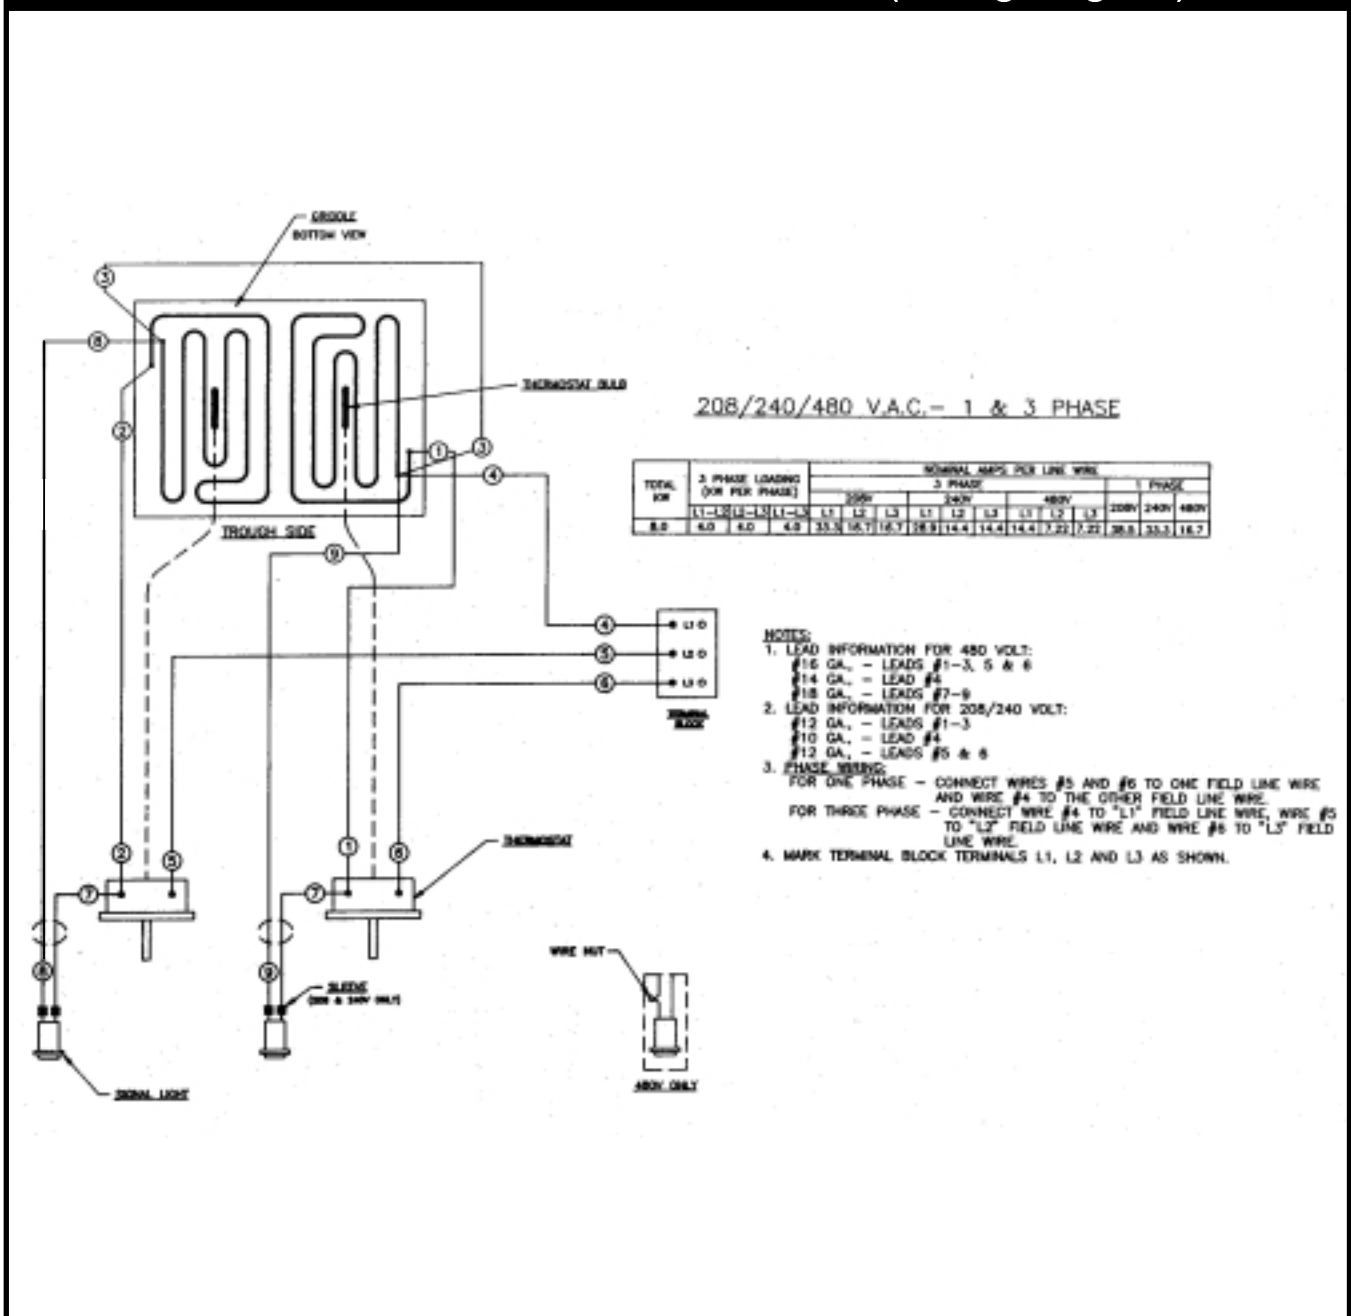 GRIDDLE
BOTTOM VIEW
3
8
THERMOSTAT BULB
2
1
3
4
TROUGH SIDE
9
208/240/480 V.A.C.- 1 & 3 PHASE
TOTAL KW
3 PHASE LOADING
(KW PER PHASE)
NOMINAL AMPS PER LINE WIRE
3 PHASE
1 PHASE
208V 240V 480V
208V 240V 480V
L1-L2 L2-L3 L1-L3 L1 L2 L3 L1 L2 L3 L1 L2 L3
8.0 4.0 4.0 33.3 16.7 16.7 28.9 14.4 14.4 14.4 7.22 7.22 33.3 16.7
4 L1
5 L2
6 L3
TERMINAL
BLOCK
NOTES:
1. LEAD INFORMATION FOR 480 VOLT:
#16 GA., - LEADS #1-3, 5 & 6
#14 GA., - LEAD #4
#18 GA., - LEADS #7-9
2. LEAD INFORMATION FOR 208/240 VOLT:
#12 GA., - LEADS #1-3
#10 GA., - LEAD #4
#12 GA., - LEADS #5 & 6
3. PHASE WIRING:
FOR ONE PHASE - CONNECT WIRES #5 AND #6 TO ONE FIELD LINE WIRE
AND WIRE #4 TO THE OTHER FIELD LINE WIRE.
FOR THREE PHASE - CONNECT WIRE #4 TO "L1" FIELD LINE WIRE, WIRE #5
TO "L2" FIELD LINE WIRE AND WIRE #6 TO "L3" FIELD
LINE WIRE.
4. MARK TERMINAL BLOCK TERMINALS L1, L2 AND L3 AS SHOWN.
2
5
1
6
THERMOSTAT
7
7
8
9
SLEEVE
(208 & 240V ONLY)
WIRE NUT
480V ONLY
SIGNAL LIGHT